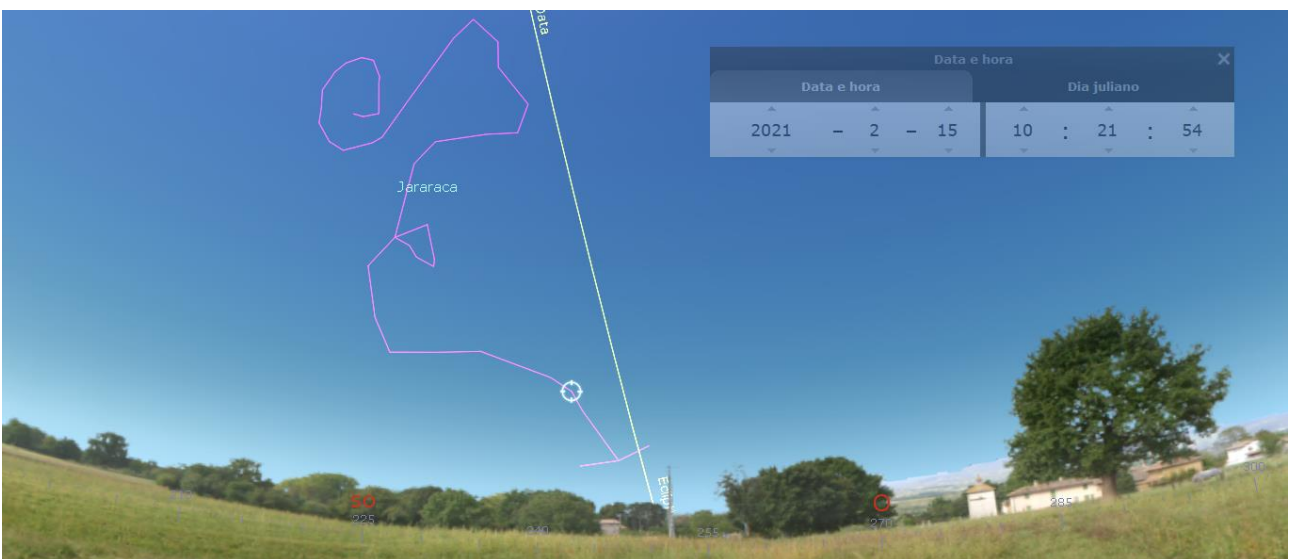 Data
Data e hora ×
Data e hora Dia juliano
2021 – 2 – 15 10 : 21 : 54
Jararaca
SO
225
O
270
255
285
300